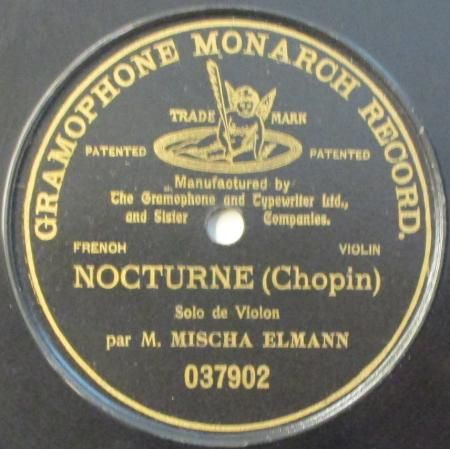 GRAMOPHONE MONARCH RECORD.
TRADE MARK
PATENTED PATENTED
Manufactured by
The Gramophone and Typewriter Ltd.,
and Sister Companies.
FRENCH VIOLIN
NOCTURNE (Chopin)
Solo de Violon
par M. MISCHA ELMANN
037902